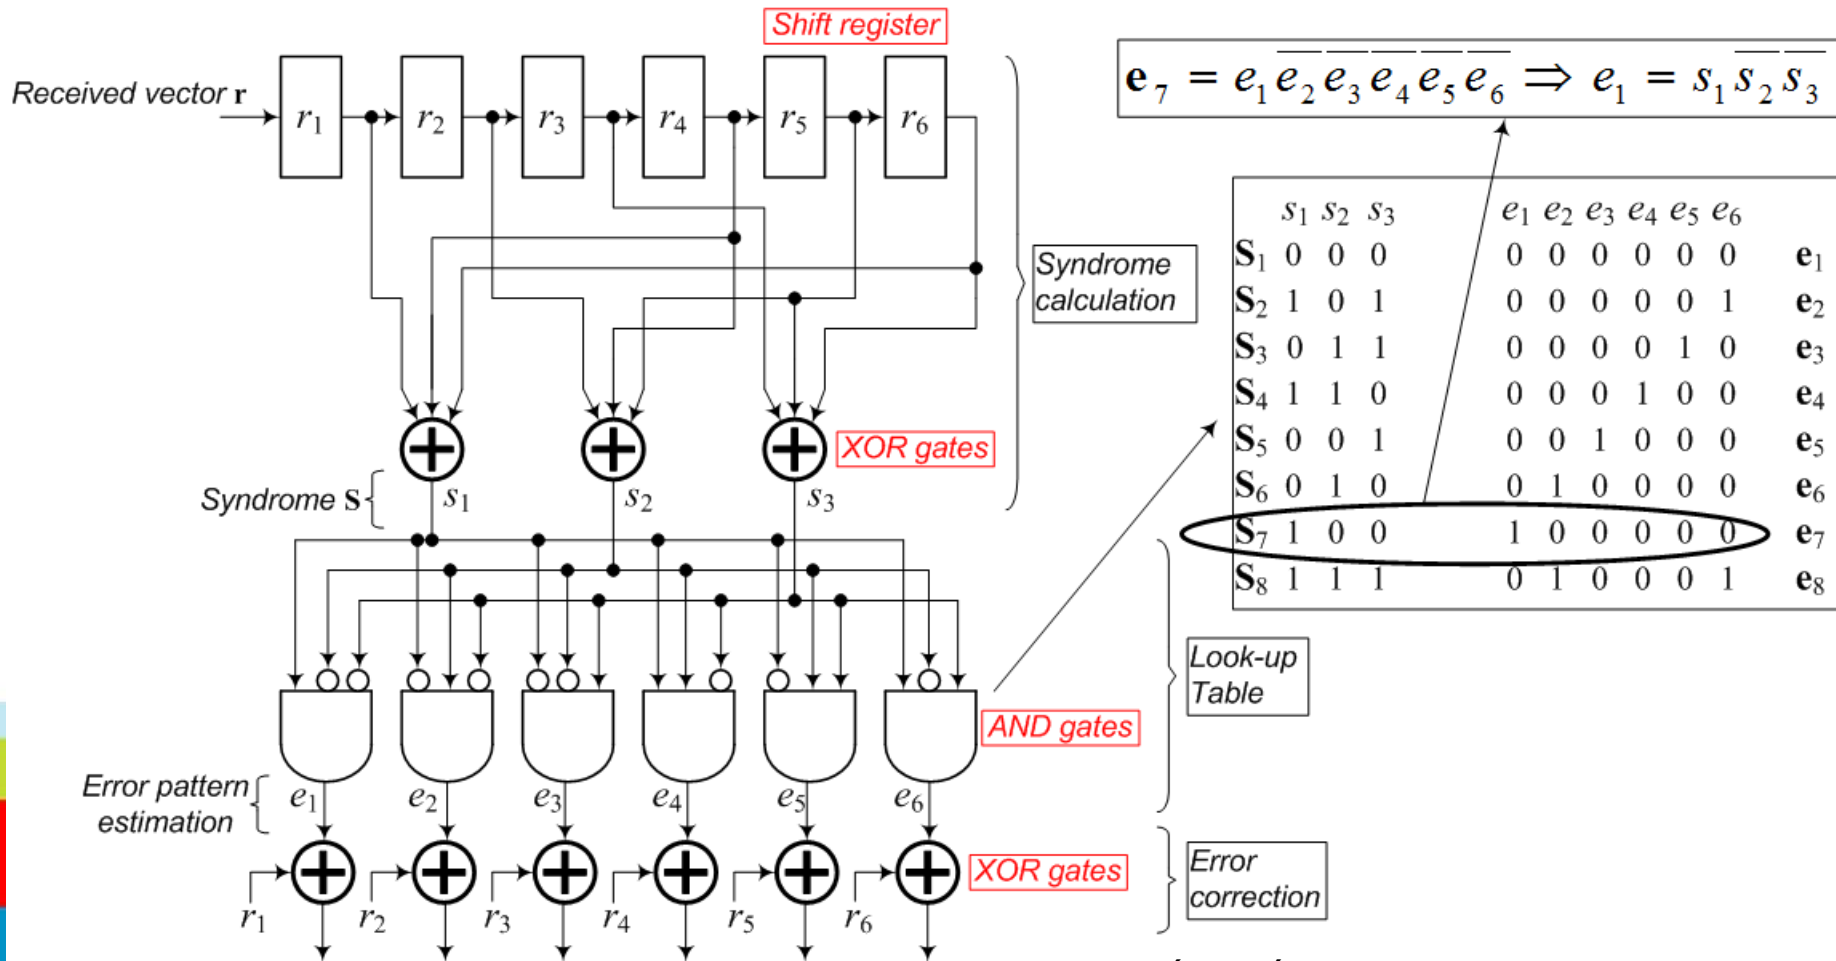 Shift register
Received vector r
r1 r2 r3 r4 r5 r6
e7 = e1 e̅2 e̅3 e̅4 e̅5 e̅6 ⇒ e1 = s1 s̅2 s̅3
s1 s2 s3 e1 e2 e3 e4 e5 e6
S1 0 0 0 0 0 0 0 0 0 e1
S2 1 0 1 0 0 0 0 0 1 e2
S3 0 1 1 0 0 0 0 1 0 e3
S4 1 1 0 0 0 0 1 0 0 e4
S5 0 0 1 0 0 1 0 0 0 e5
S6 0 1 0 0 1 0 0 0 0 e6
S7 1 0 0 1 0 0 0 0 0 e7
S8 1 1 1 0 1 0 0 0 1 e8
Syndrome
calculation
XOR gates
Syndrome S
s1 s2 s3
Look-up
Table
AND gates
Error pattern
estimation
e1 e2 e3 e4 e5 e6
XOR gates
Error
correction
r1 r2 r3 r4 r5 r6